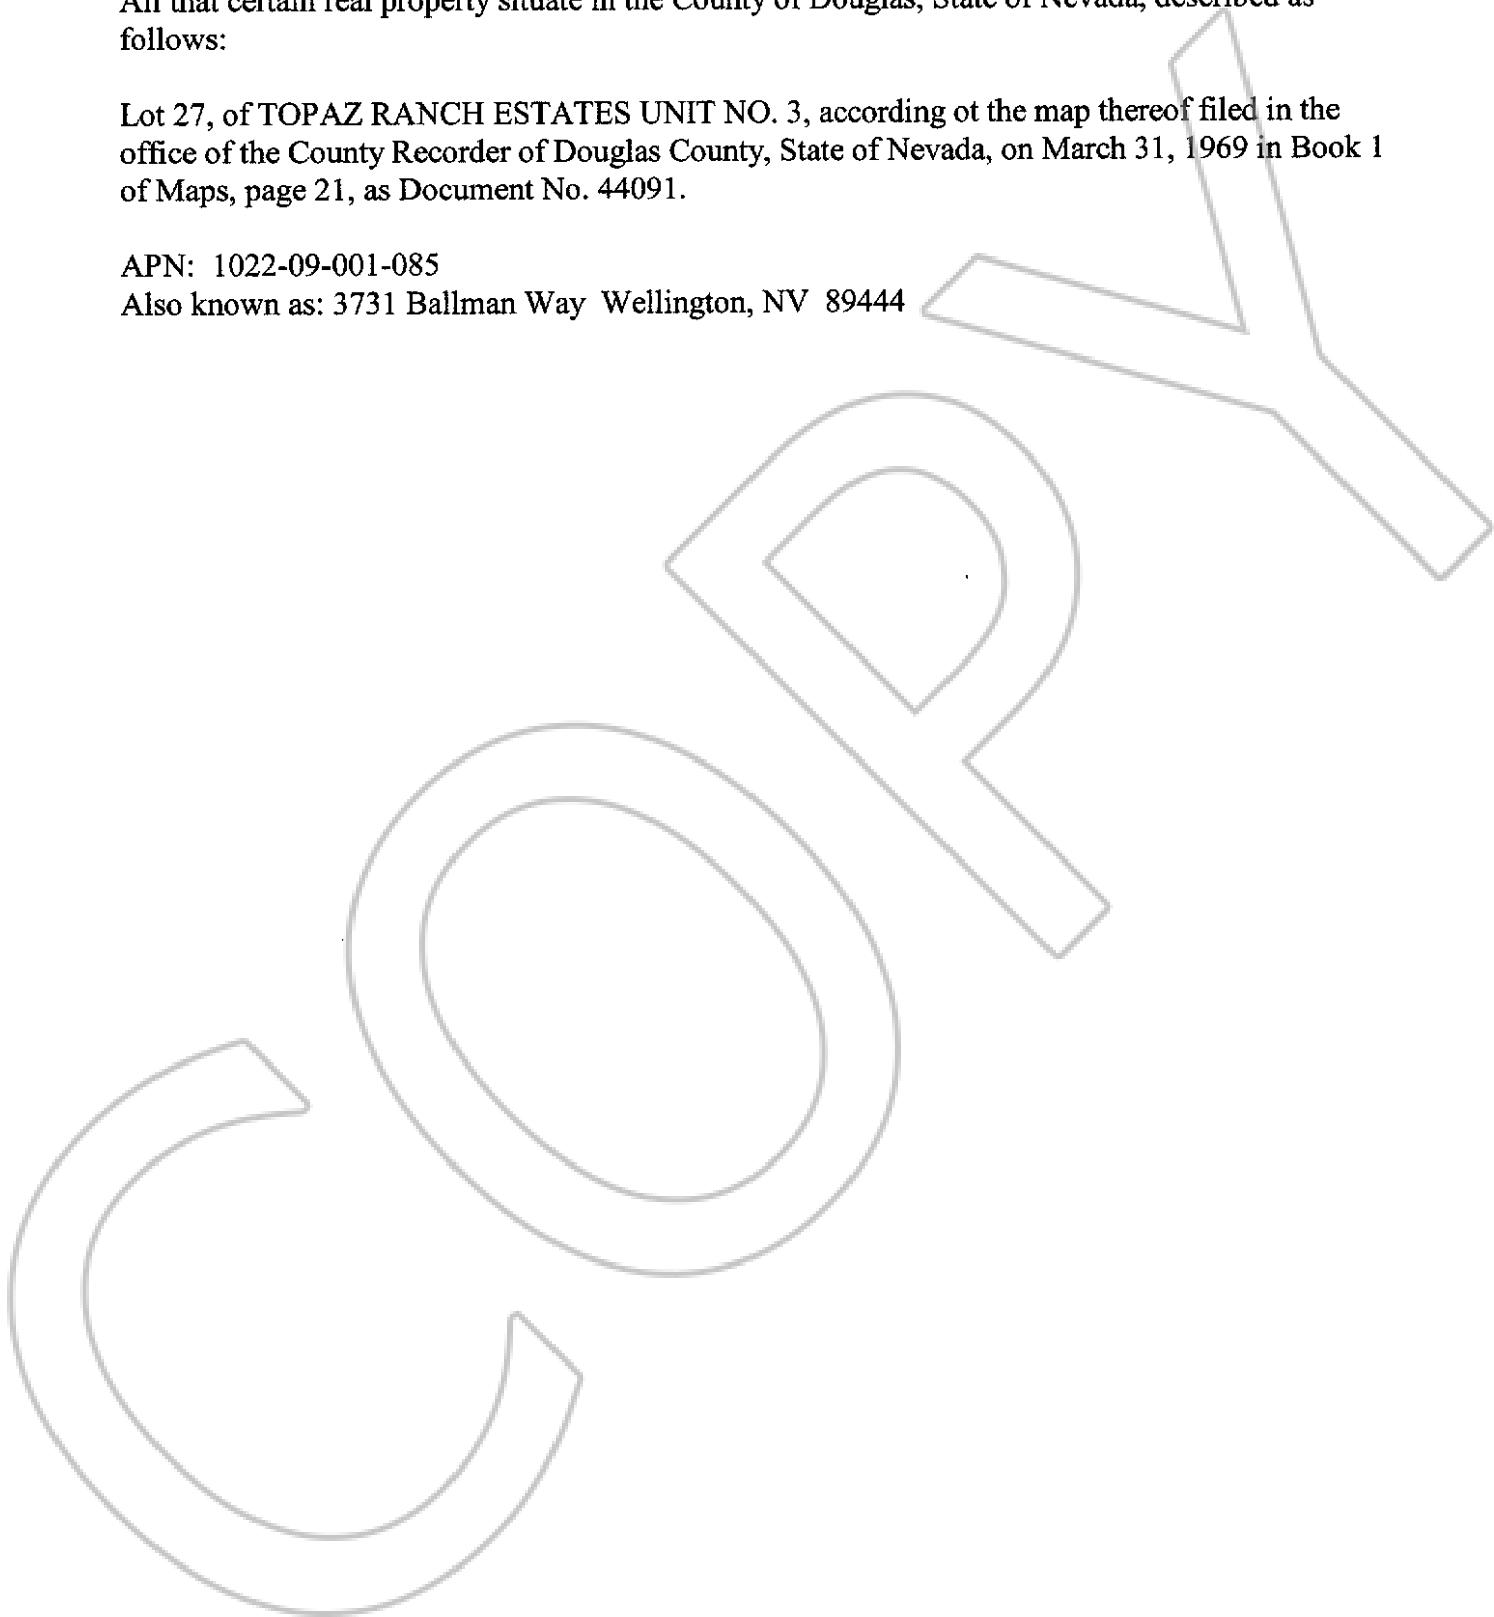 All that certain real property situate in the County of Douglas, State of Nevada, described as
follows:
Lot 27, of TOPAZ RANCH ESTATES UNIT NO. 3, according ot the map thereof filed in the
office of the County Recorder of Douglas County, State of Nevada, on March 31, 1969 in Book 1
of Maps, page 21, as Document No. 44091.
APN: 1022-09-001-085
Also known as: 3731 Ballman Way Wellington, NV 89444
COPY